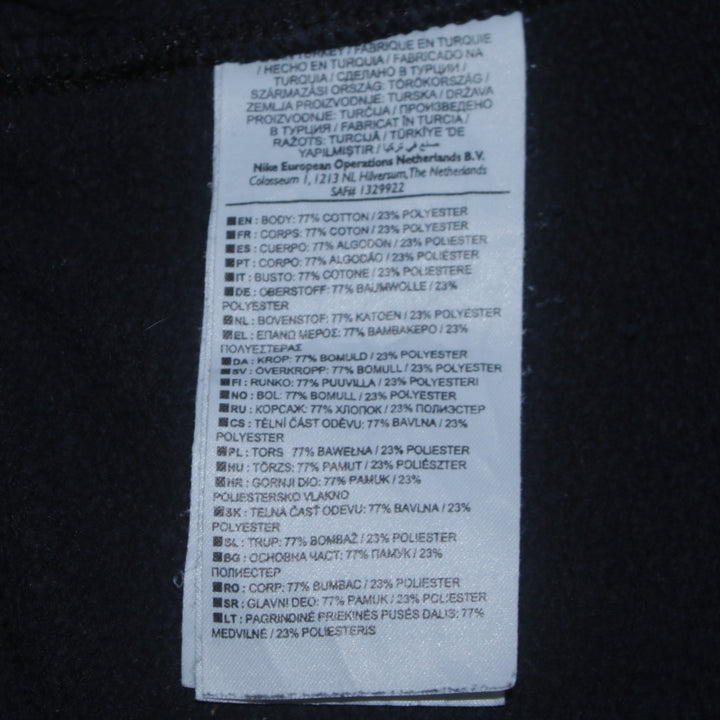 TURKEY / FABRIQUE EN TURQUIE
/ HECHO EN TURQUIA / FABRICADO NA
TURQUIA / СДЕЛАНО В ТУРЦИИ /
SZÁRMAZÁSI ORSZÁG: TÖRÖKORSZÁG /
ZEMLJA PROIZVODNJE: TURSKA / DRŽAVA
PROIZVODNJE: TURČIJA / ПРОИЗВЕДЕНО
В ТУРЦИЯ / FABRICAT ÎN TURCIA /
RAŽOTS: TURCIJĀ / TÜRKİYE'DE
YAPILMIŞTIR / صنع في تركيا
Nike European Operations Netherlands B.V.
Colosseum 1, 1213 NL Hilversum, The Netherlands
SAF# 1329922
EN : BODY: 77% COTTON / 23% POLYESTER
FR : CORPS: 77% COTON / 23% POLYESTER
ES : CUERPO: 77% ALGODON / 23% POLIESTER
PT : CORPO: 77% ALGODÃO / 23% POLIÉSTER
IT : BUSTO: 77% COTONE / 23% POLIESTERE
DE : OBERSTOFF: 77% BAUMWOLLE / 23%
POLYESTER
NL : BOVENSTOF: 77% KATOEN / 23% POLYESTER
EL : ΕΠΑΝΩ ΜΕΡΟΣ: 77% ΒΑΜΒΑΚΕΡΟ / 23%
ΠΟΛΥΕΣΤΕΡΑΣ
DA : KROP: 77% BOMULD / 23% POLYESTER
SV : ÖVERKROPP: 77% BOMULL / 23% POLYESTER
FI : RUNKO: 77% PUUVILLA / 23% POLYESTERI
NO : BOL: 77% BOMULL / 23% POLYESTER
RU : КОРСАЖ: 77% ХЛОПОК / 23% ПОЛИЭСТЕР
CS : TĚLNÍ ČÁST ODĚVU: 77% BAVLNA / 23%
POLYESTER
PL : TORS 77% BAWEŁNA / 23% POLIESTER
HU : TÖRZS: 77% PAMUT / 23% POLIÉSZTER
HR : GORNJI DIO: 77% PAMUK / 23%
POLIESTERSKO VLAKNO
SK : TELNÁ ČASŤ ODEVU: 77% BAVLNA / 23%
POLYESTER
SL : TRUP: 77% BOMBAŽ / 23% POLIESTER
BG : ОСНОВНА ЧАСТ: 77% ПАМУК / 23%
ПОЛИЕСТЕР
RO : CORP: 77% BUMBAC / 23% POLIESTER
SR : GLAVNI DEO: 77% PAMUK / 23% POLIESTER
LT : PAGRINDINĖ PRIEKINĖS PUSĖS DALIS: 77%
MEDVILNĖ / 23% POLIESTERIS